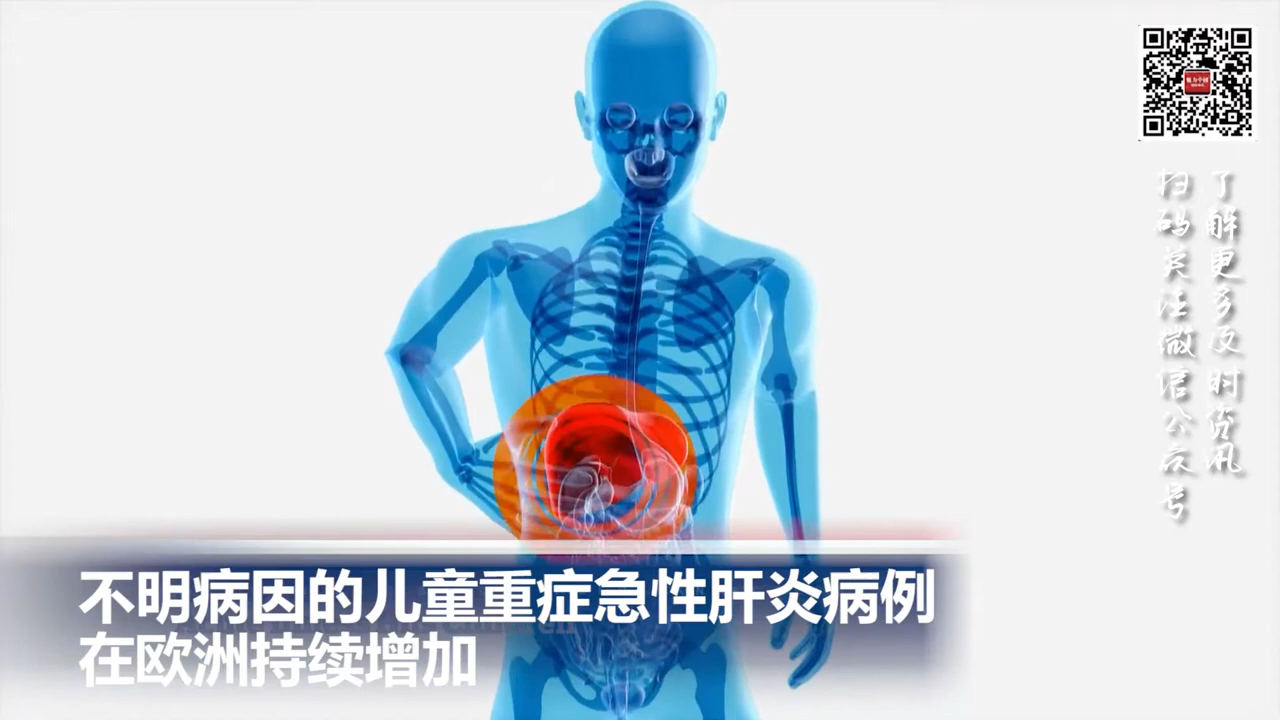 了解更多及时资讯
扫码关注微信公众号
不明病因的儿童重症急性肝炎病例
在欧洲持续增加